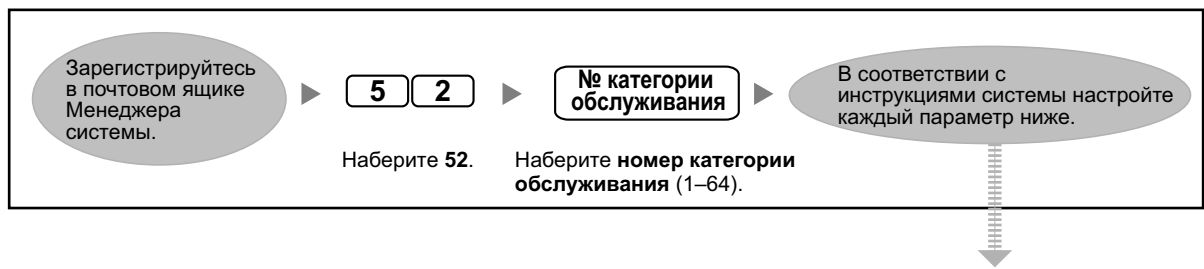 Зарегистрируйтесь
в почтовом ящике
Менеджера
системы.
5 2
Наберите 52.
№ категории
обслуживания
Наберите номер категории
обслуживания (1–64).
В соответствии с
инструкциями системы настройте
каждый параметр ниже.